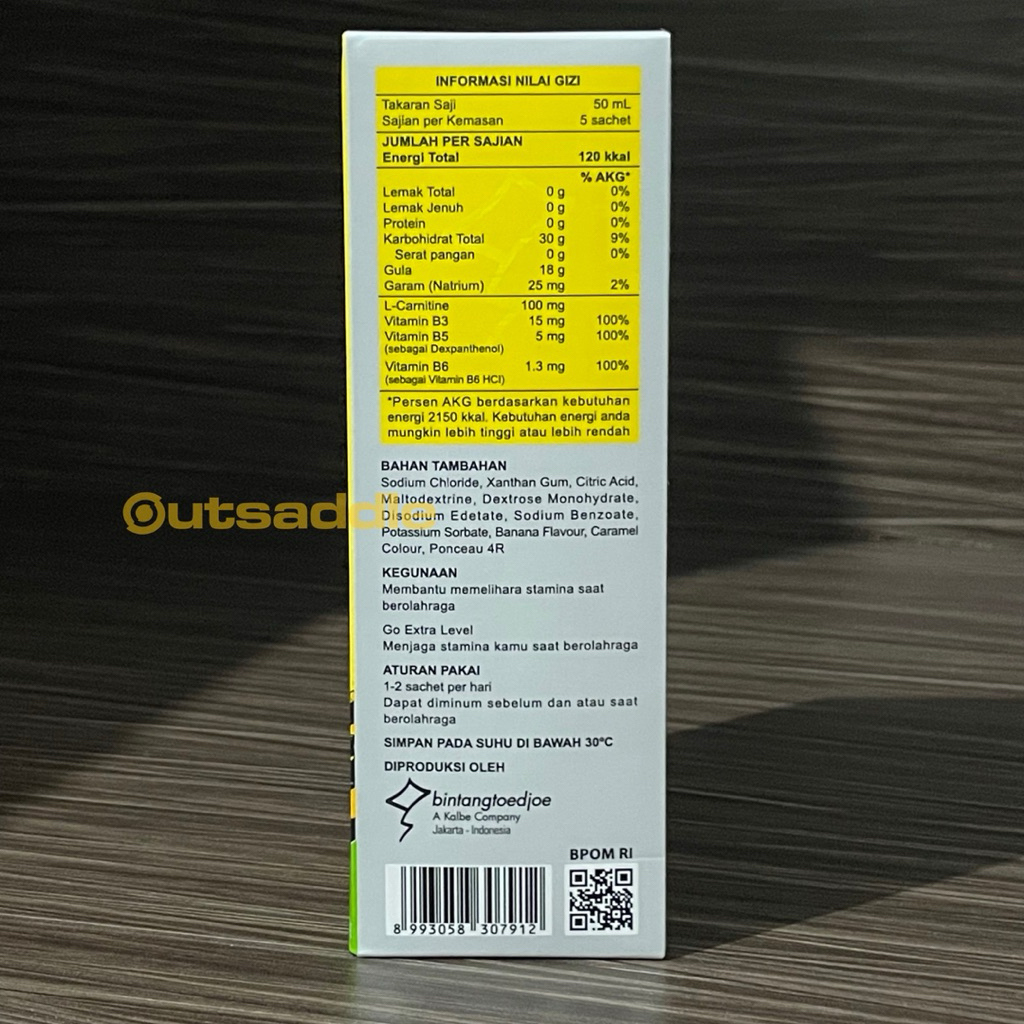 INFORMASI NILAI GIZI
Takaran Saji 50 mL
Sajian per Kemasan 5 sachet
JUMLAH PER SAJIAN
Energi Total 120 kkal
% AKG*
Lemak Total 0 g 0%
Lemak Jenuh 0 g 0%
Protein 0 g 0%
Karbohidrat Total 30 g 9%
Serat pangan 0 g 0%
Gula 18 g
Garam (Natrium) 25 mg 2%
L-Carnitine 100 mg
Vitamin B3 15 mg 100%
Vitamin B5 5 mg 100%
(sebagai Dexpanthenol)
Vitamin B6 1.3 mg 100%
(sebagai Vitamin B6 HCl)
*Persen AKG berdasarkan kebutuhan
energi 2150 kkal. Kebutuhan energi anda
mungkin lebih tinggi atau lebih rendah
BAHAN TAMBAHAN
Sodium Chloride, Xanthan Gum, Citric Acid,
Maltodextrine, Dextrose Monohydrate,
Disodium Edetate, Sodium Benzoate,
Potassium Sorbate, Banana Flavour, Caramel
Colour, Ponceau 4R
Outsaddle
KEGUNAAN
Membantu memelihara stamina saat
berolahraga
Go Extra Level
Menjaga stamina kamu saat berolahraga
ATURAN PAKAI
1-2 sachet per hari
Dapat diminum sebelum dan atau saat
berolahraga
SIMPAN PADA SUHU DI BAWAH 30ºC
DIPRODUKSI OLEH
bintangtoedjoe
A Kalbe Company
Jakarta - Indonesia
BPOM RI
8 993058 307912